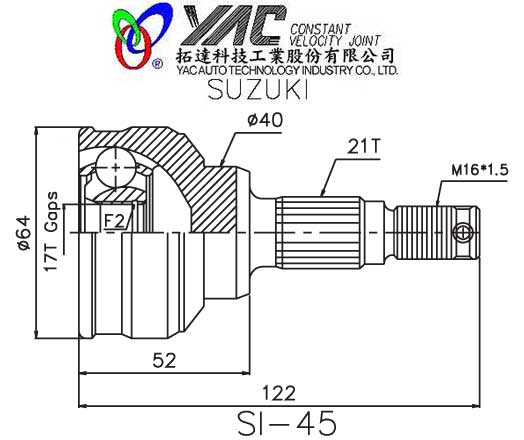 YAC CONSTANT
VELOCITY JOINT
®
拓達科技工業股份有限公司
YAC AUTO TECHNOLOGY INDUSTRY CO., LTD.
SUZUKI
ø40
21T
M16*1.5
ø64
17T Gaps
F2
52
122
SI-45